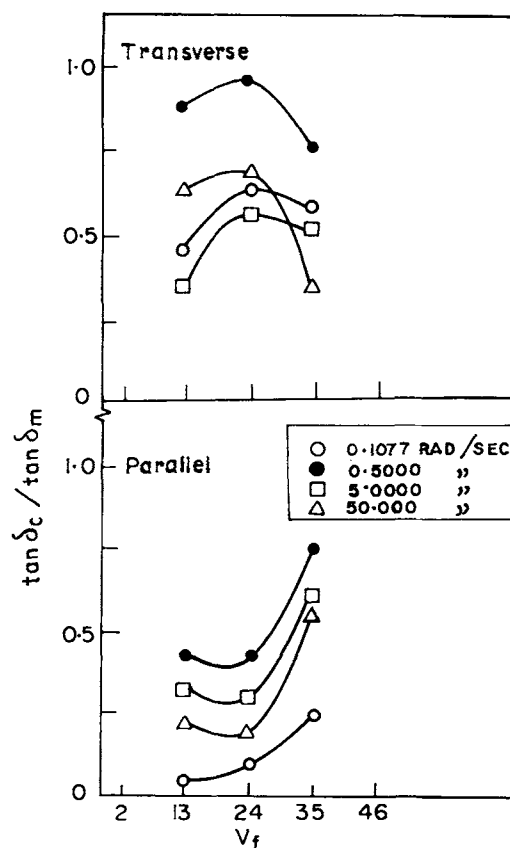 Transverse
1·0
0·5
0
tan δc / tan δm
Parallel
1·0
0·5
0
0·1077 RAD/SEC
0·5000 „
5·0000 „
50·000 „
2 13 24 35 46
Vf